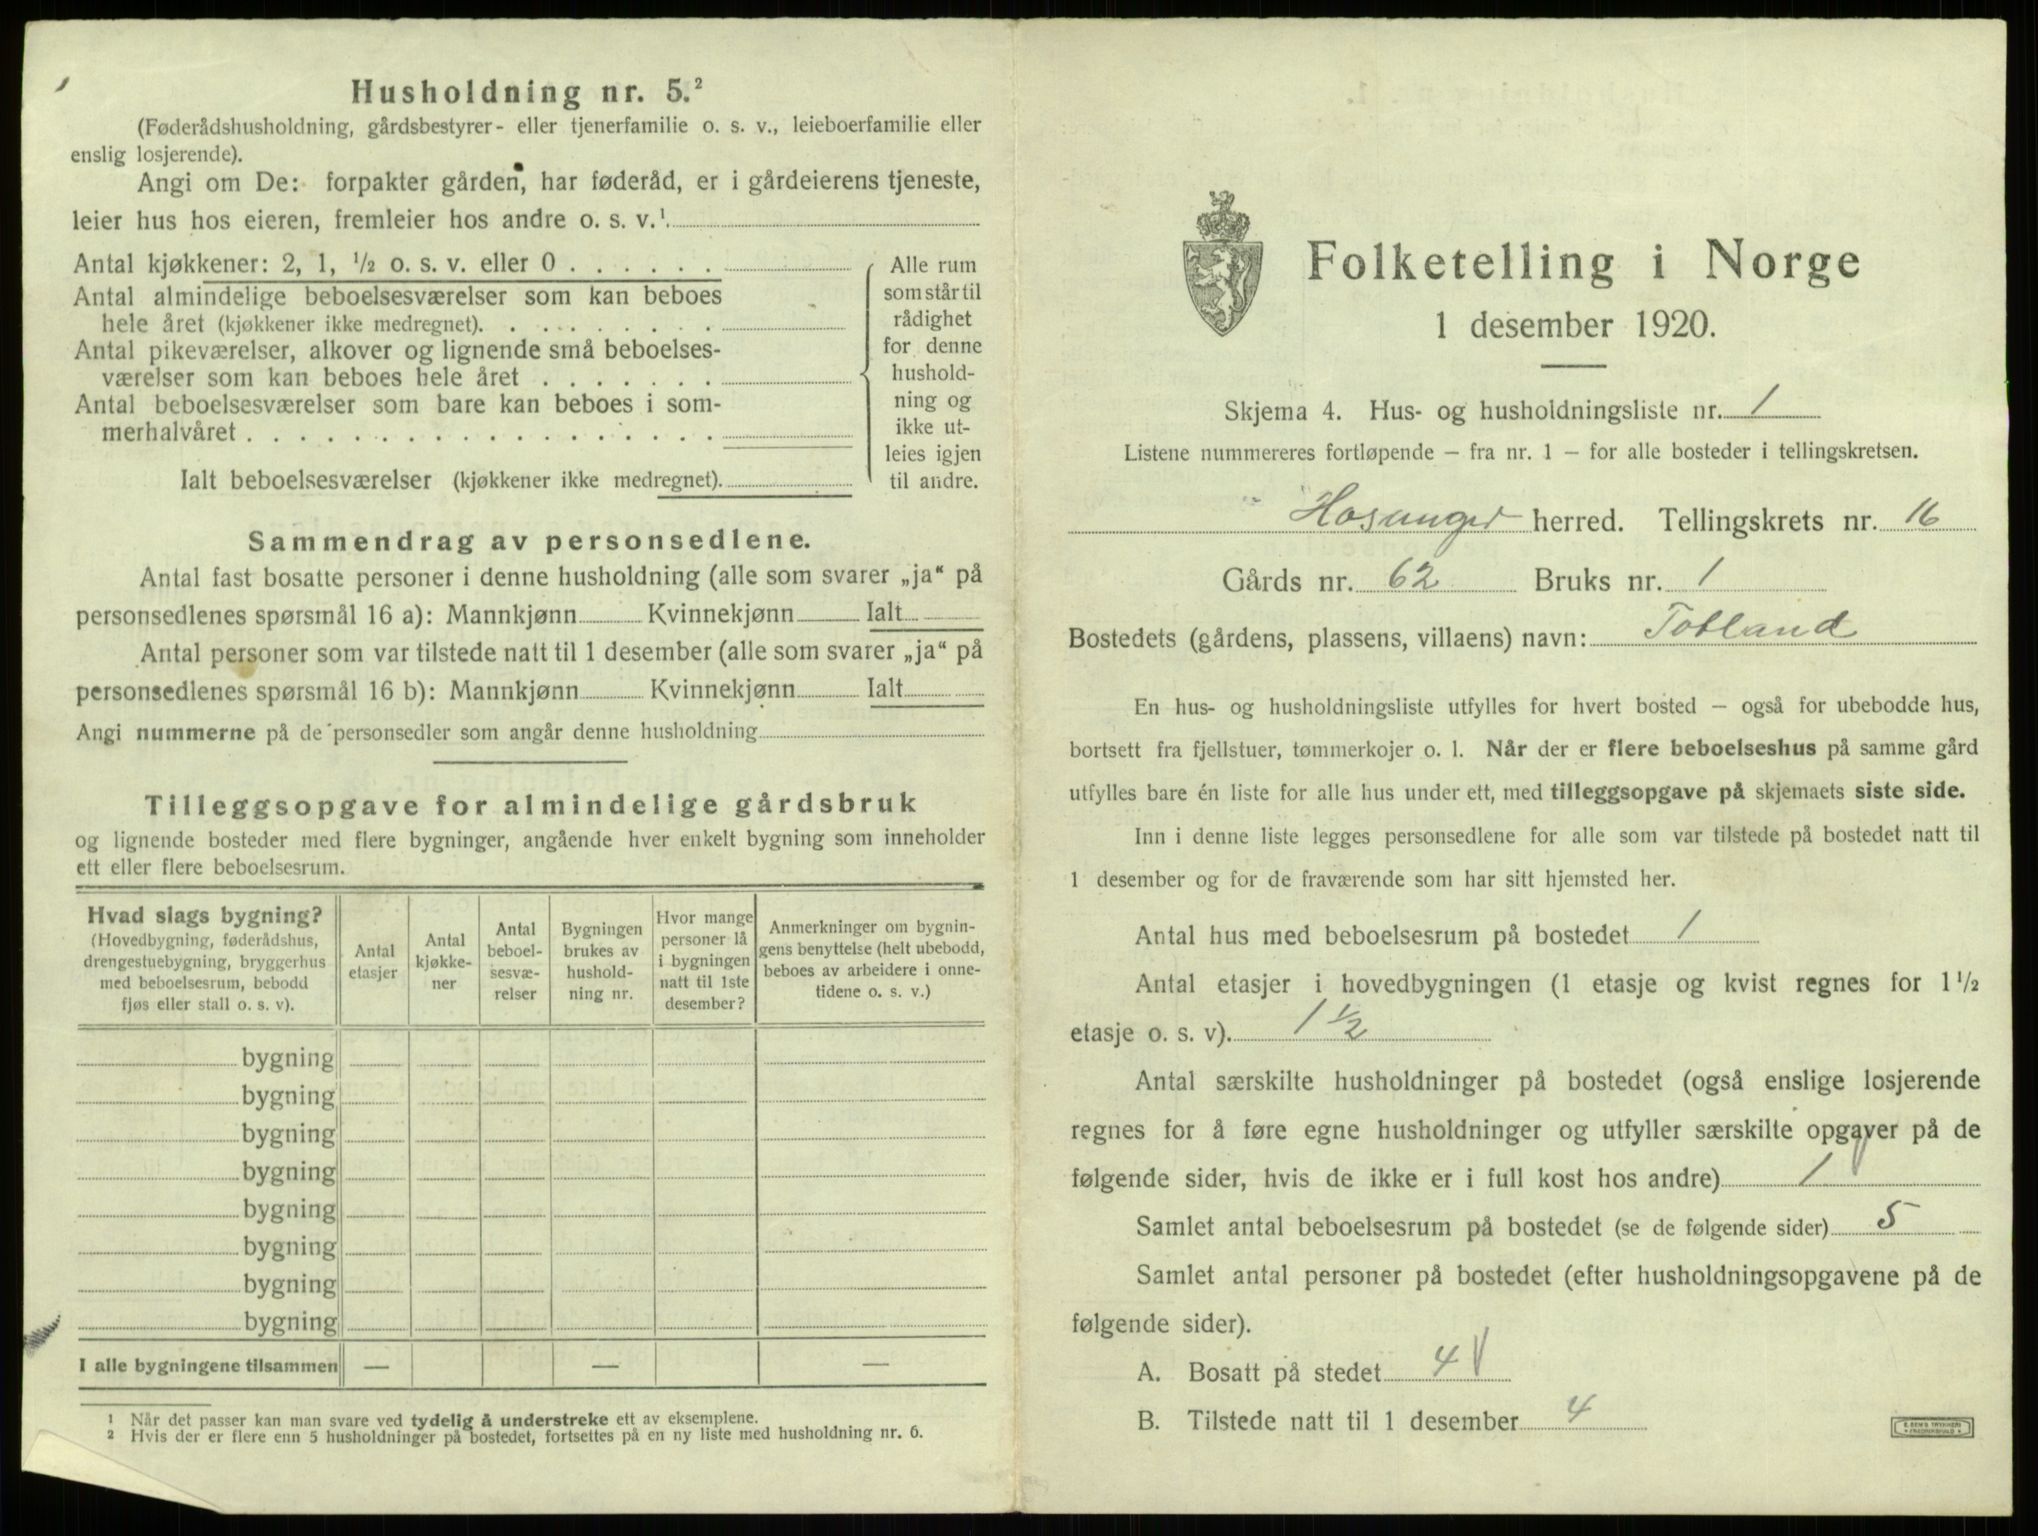 Husholdning nr. 5.²
(Føderådshusholdning, gårdsbestyrer- eller tjenerfamilie o. s. v., leieboerfamilie eller
enslig losjerende).
Angi om De: forpakter gården, har føderåd, er i gårdeierens tjeneste,
leier hus hos eieren, fremleier hos andre o. s. v.¹
Antal kjøkkener: 2, 1, ½ o. s. v. eller 0 . . . . . .
Antal almindelige beboelsesværelser som kan beboes
hele året (kjøkkener ikke medregnet). . . . . . . . .
Antal pikeværelser, alkover og lignende små beboelses-
værelser som kan beboes hele året . . . . . . .
Antal beboelsesværelser som bare kan beboes i som-
merhalvåret . . . . . . . . . . . . . . . . . .
Ialt beboelsesværelser (kjøkkener ikke medregnet).
Alle rum
som står til
rådighet
for denne
hushold-
ning og
ikke ut-
leies igjen
til andre.
Sammendrag av personsedlene.
Antal fast bosatte personer i denne husholdning (alle som svarer „ja“ på
personsedlenes spørsmål 16 a): Mannkjønn Kvinnekjønn Ialt
Antal personer som var tilstede natt til 1 desember (alle som svarer „ja“ på
personsedlenes spørsmål 16 b): Mannkjønn Kvinnekjønn Ialt
Angi nummerne på de personsedler som angår denne husholdning
Tilleggsopgave for almindelige gårdsbruk
og lignende bosteder med flere bygninger, angående hver enkelt bygning som inneholder
ett eller flere beboelsesrum.
Hvad slags bygning?
(Hovedbygning, føderådshus,
drengestuebygning, bryggerhus
med beboelsesrum, bebodd
fjøs eller stall o. s. v).
Antal
etasjer
Antal
kjøkke-
ner
Antal
beboel-
sesvæ-
relser
Bygningen
brukes av
hushold-
ning nr.
Hvor mange
personer lå
i bygningen
natt til 1ste
desember?
Anmerkninger om bygnin-
gens benyttelse (helt ubebodd,
beboes av arbeidere i onne-
tidene o. s. v.)
bygning
bygning
bygning
bygning
bygning
bygning
bygning
bygning
I alle bygningene tilsammen — — —
1 Når det passer kan man svare ved tydelig å understreke ett av eksemplene.
2 Hvis der er flere enn 5 husholdninger på bostedet, fortsettes på en ny liste med husholdning nr. 6.
Folketelling i Norge
1 desember 1920.
Skjema 4. Hus- og husholdningsliste nr. 1
Listene nummereres fortløpende – fra nr. 1 – for alle bosteder i tellingskretsen.
Hosanger herred. Tellingskrets nr. 16
Gårds nr. 62 Bruks nr. 1
Bostedets (gårdens, plassens, villaens) navn: Totland
En hus- og husholdningsliste utfylles for hvert bosted – også for ubebodde hus,
bortsett fra fjellstuer, tømmerkojer o. l. Når der er flere beboelseshus på samme gård
utfylles bare én liste for alle hus under ett, med tilleggsopgave på skjemaets siste side.
Inn i denne liste legges personsedlene for alle som var tilstede på bostedet natt til
1 desember og for de fraværende som har sitt hjemsted her.
Antal hus med beboelsesrum på bostedet 1
Antal etasjer i hovedbygningen (1 etasje og kvist regnes for 1½
etasje o. s. v). 1½
Antal særskilte husholdninger på bostedet (også enslige losjerende
regnes for å føre egne husholdninger og utfyller særskilte opgaver på de
følgende sider, hvis de ikke er i full kost hos andre) 1
Samlet antal beboelsesrum på bostedet (se de følgende sider) 5
Samlet antal personer på bostedet (efter husholdningsopgavene på de
følgende sider).
A. Bosatt på stedet 4
B. Tilstede natt til 1 desember 4